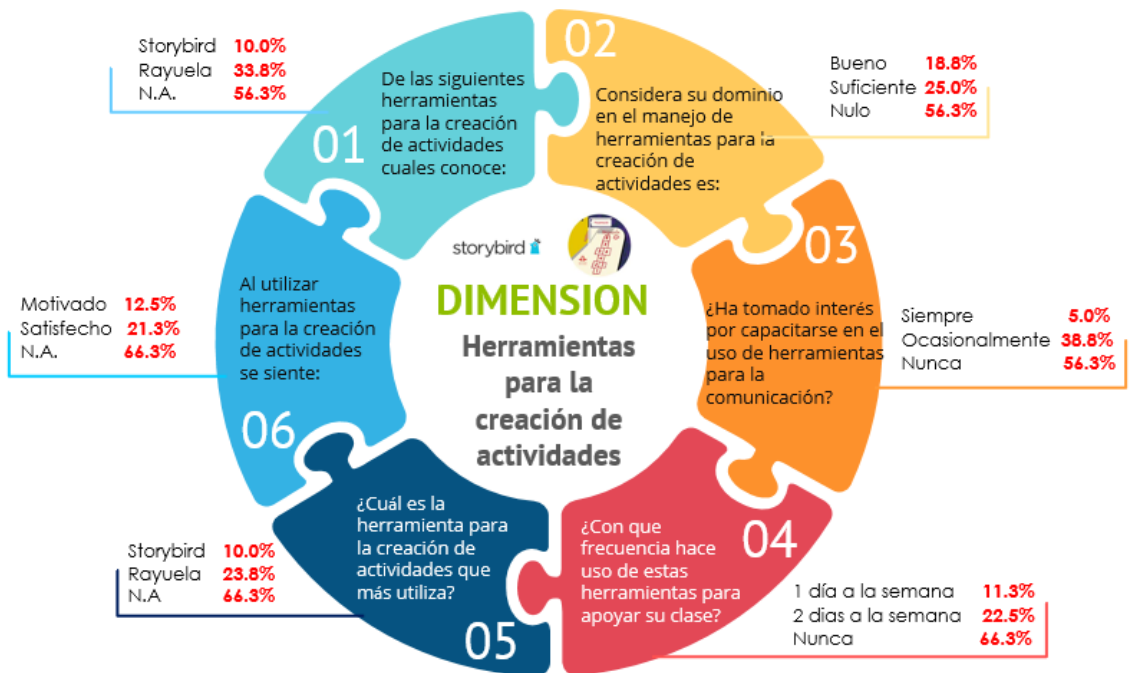 Storybird 10.0%
Rayuela 33.8%
N.A. 56.3%
01
De las siguientes
herramientas
para la creación
de actividades
cuales conoce:
02
Considera su dominio
en el manejo de
herramientas para la
creación de
actividades es:
Bueno 18.8%
Suficiente 25.0%
Nulo 56.3%
03
¿Ha tomado interés
por capacitarse en el
uso de herramientas
para la
comunicación?
Siempre 5.0%
Ocasionalmente 38.8%
Nunca 56.3%
04
¿Con que
frecuencia hace
uso de estas
herramientas para
apoyar su clase?
1 día a la semana 11.3%
2 dias a la semana 22.5%
Nunca 66.3%
05
¿Cuál es la
herramienta para
la creación de
actividades que
más utiliza?
Storybird 10.0%
Rayuela 23.8%
N.A 66.3%
06
Al utilizar
herramientas
para la creación
de actividades
se siente:
Motivado 12.5%
Satisfecho 21.3%
N.A. 66.3%
storybird
DIMENSION
Herramientas
para la
creación de
actividades